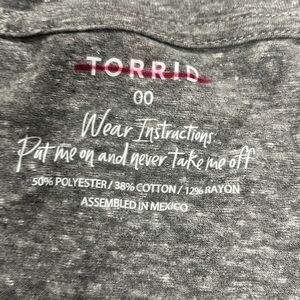 TORRID
00
Wear Instructions:
Put me on and never take me off
50% POLYESTER / 38% COTTON / 12% RAYON
ASSEMBLED IN MEXICO